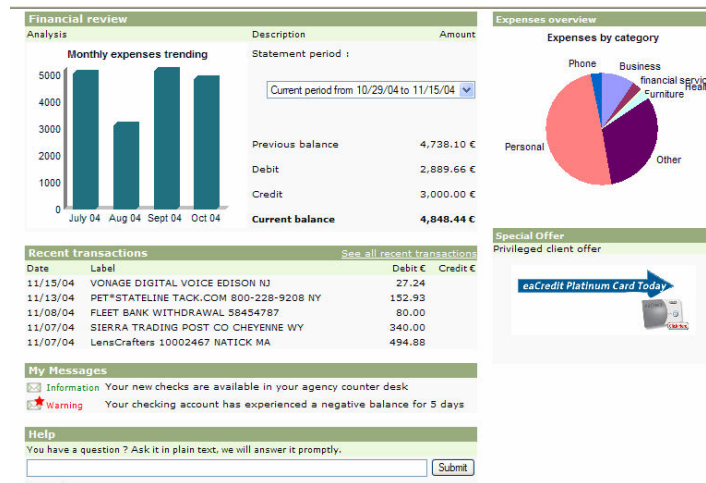 Financial review
Analysis Description Amount
Monthly expenses trending
5000
4000
3000
2000
1000
0
July 04 Aug 04 Sept 04 Oct 04
Statement period :
Current period from 10/29/04 to 11/15/04
Previous balance 4,738.10 €
Debit 2,889.66 €
Credit 3,000.00 €
Current balance 4,848.44 €
Recent transactions See all recent transactions
Date Label Debit € Credit €
11/15/04 VONAGE DIGITAL VOICE EDISON NJ 27.24
11/13/04 PET*STATELINE TACK.COM 800-228-9208 NY 152.93
11/08/04 FLEET BANK WITHDRAWAL 58454787 80.00
11/07/04 SIERRA TRADING POST CO CHEYENNE WY 340.00
11/07/04 LensCrafters 10002467 NATICK MA 494.88
My Messages
Information Your new checks are available in your agency counter desk
Warning Your checking account has experienced a negative balance for 5 days
Help
You have a question ? Ask it in plain text, we will answer it promptly.
Submit
Expenses overview
Expenses by category
Phone
Business
financial servic
Heal
Furniture
Personal
Other
Special Offer
Privileged client offer
eaCredit Platinum Card Today